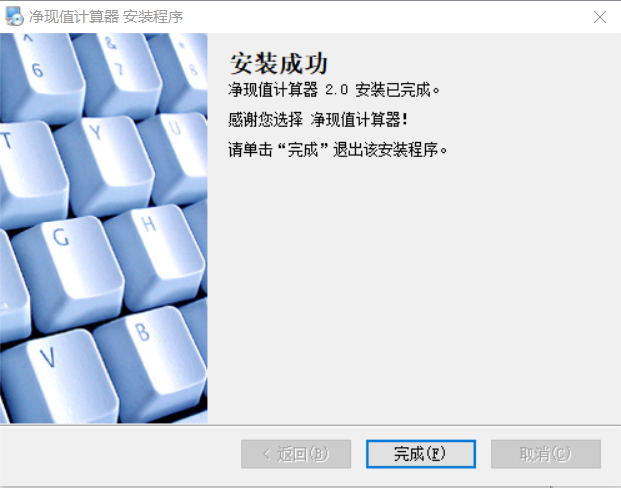 净现值计算器 安装程序
安装成功
净现值计算器 2.0 安装已完成。
感谢您选择 净现值计算器!
请单击“完成”退出该安装程序。
^ & *
6 7 8
T Y U
G H
V B
< 返回(B) 完成(F) 取消(C)